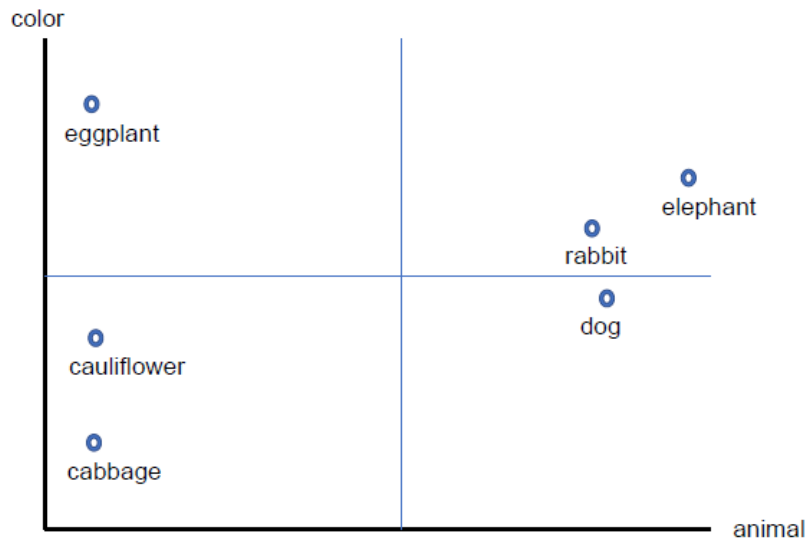 color
eggplant
elephant
rabbit
dog
cauliflower
cabbage
animal